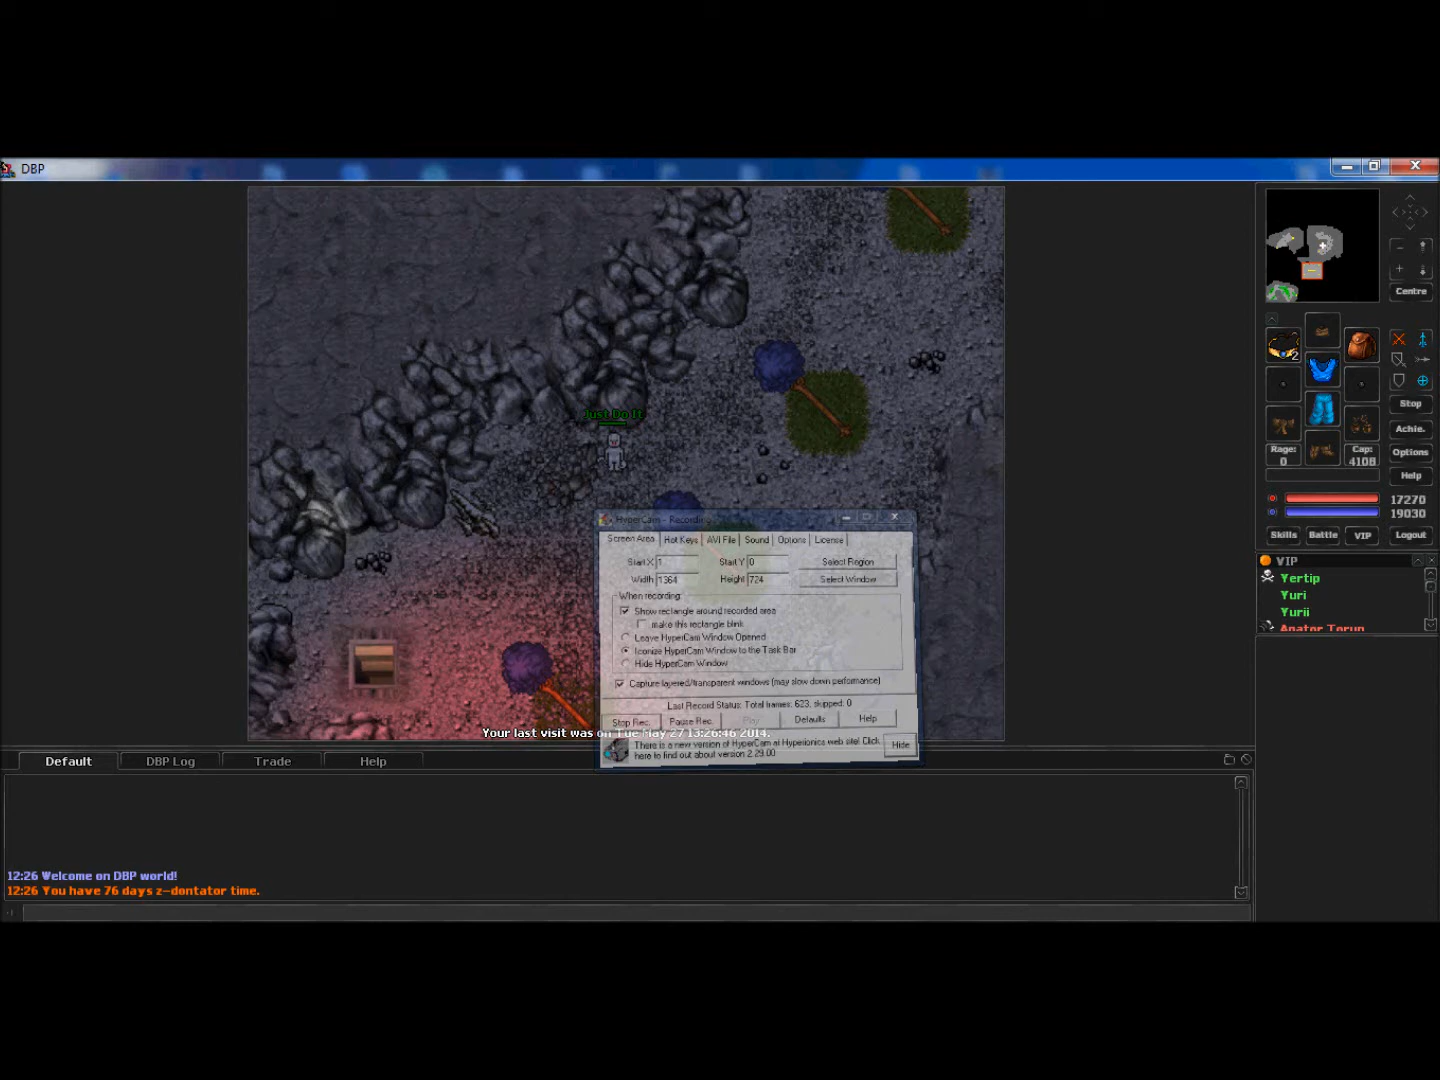 DBP
Just Do It
HyperCam - Recording
Screen Area Hot Keys AVI File Sound Options License
Start X 1 Start Y 0 Select Region
Width 1364 Height 724 Select Window
When recording:
Show rectangle around recorded area
make this rectangle blink
Leave HyperCam Window Opened
Iconize HyperCam Window to the Task Bar
Hide HyperCam Window
Capture layered/transparent windows (may slow down performance)
Last Record Status: Total frames: 623, skipped: 0
Stop Rec. Pause Rec. Play Defaults Help
Your last visit was on Tue May 27 13:26:46 2014.
There is a new version of HyperCam at Hyperionics web site! Click
here to find out about version 2.29.00
Hide
Centre
2
Stop
Achie.
Rage: 0
Cap: 4108
Options
Help
17270
19030
Skills Battle VIP Logout
VIP
Yertip
Yuri
Yurii
Default DBP Log Trade Help
12:26 Welcome on DBP world!
12:26 You have 76 days z-dontator time.